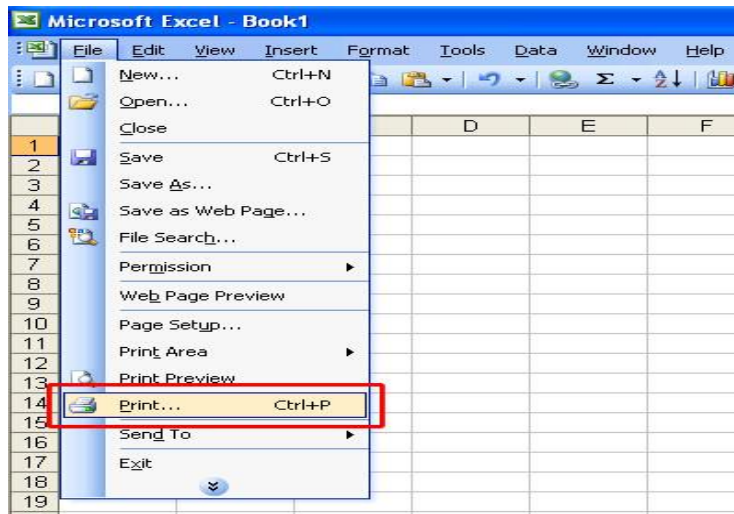 Microsoft Excel - Book1
File Edit View Insert Format Tools Data Window Help
New... Ctrl+N
Open... Ctrl+O
Close
Save Ctrl+S
Save As...
Save as Web Page...
File Search...
Permission
Web Page Preview
Page Setup...
Print Area
Print Preview
Print... Ctrl+P
Send To
Exit
D E F
1
2
3
4
5
6
7
8
9
10
11
12
13
14
15
16
17
18
19